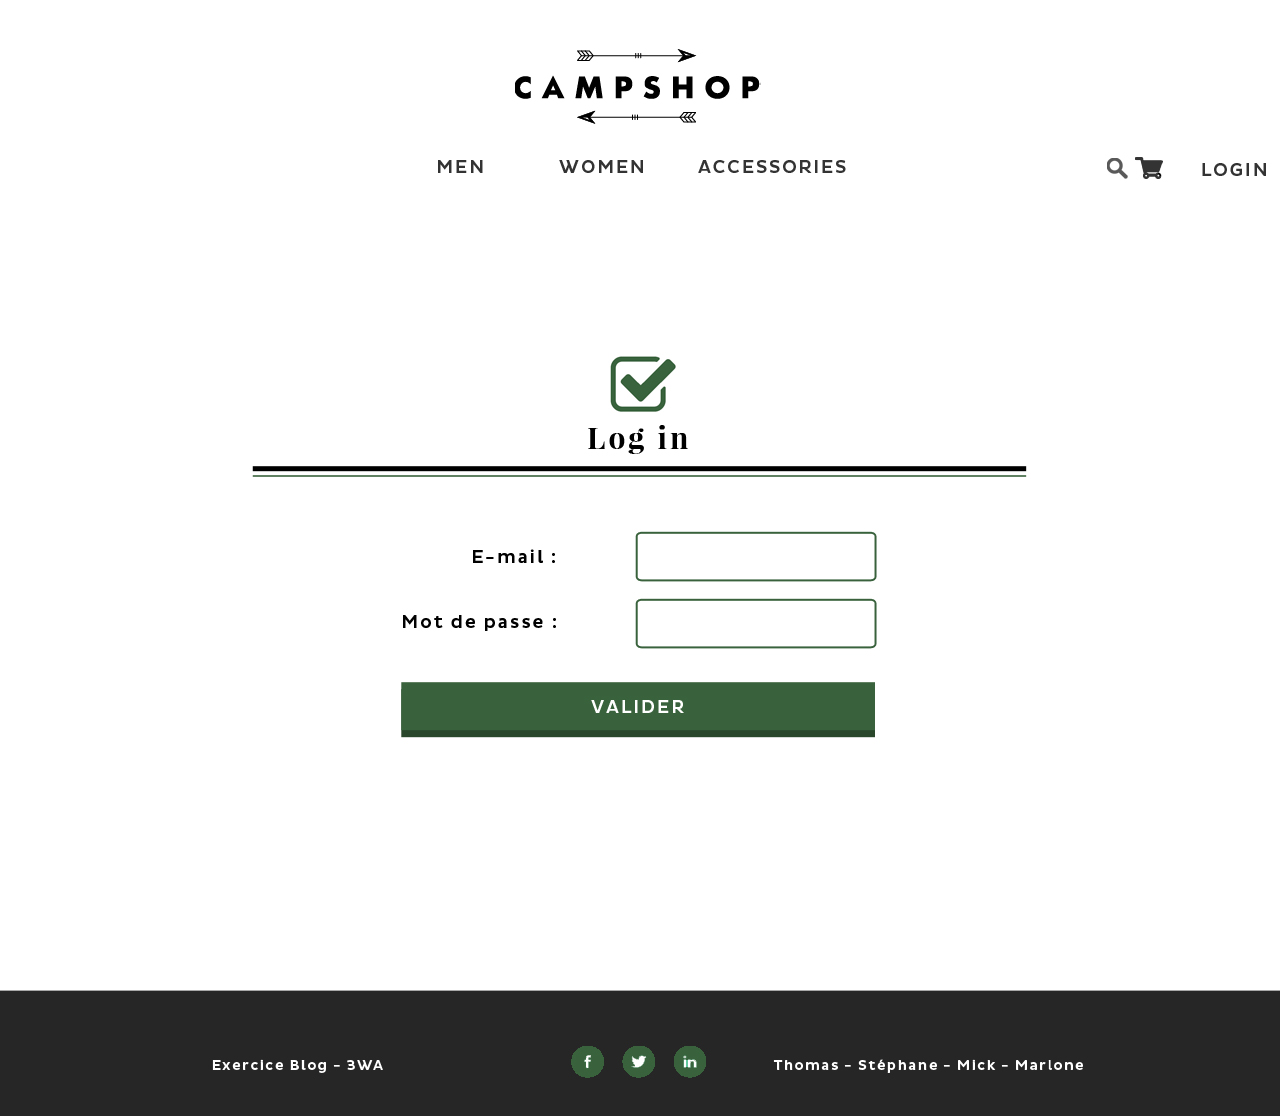 CAMPSHOP
MEN WOMEN ACCESSORIES LOGIN
Log in
E-mail :
Mot de passe :
VALIDER
Exercice Blog - 3WA
f
in
Thomas - Stéphane - Mick - Marione